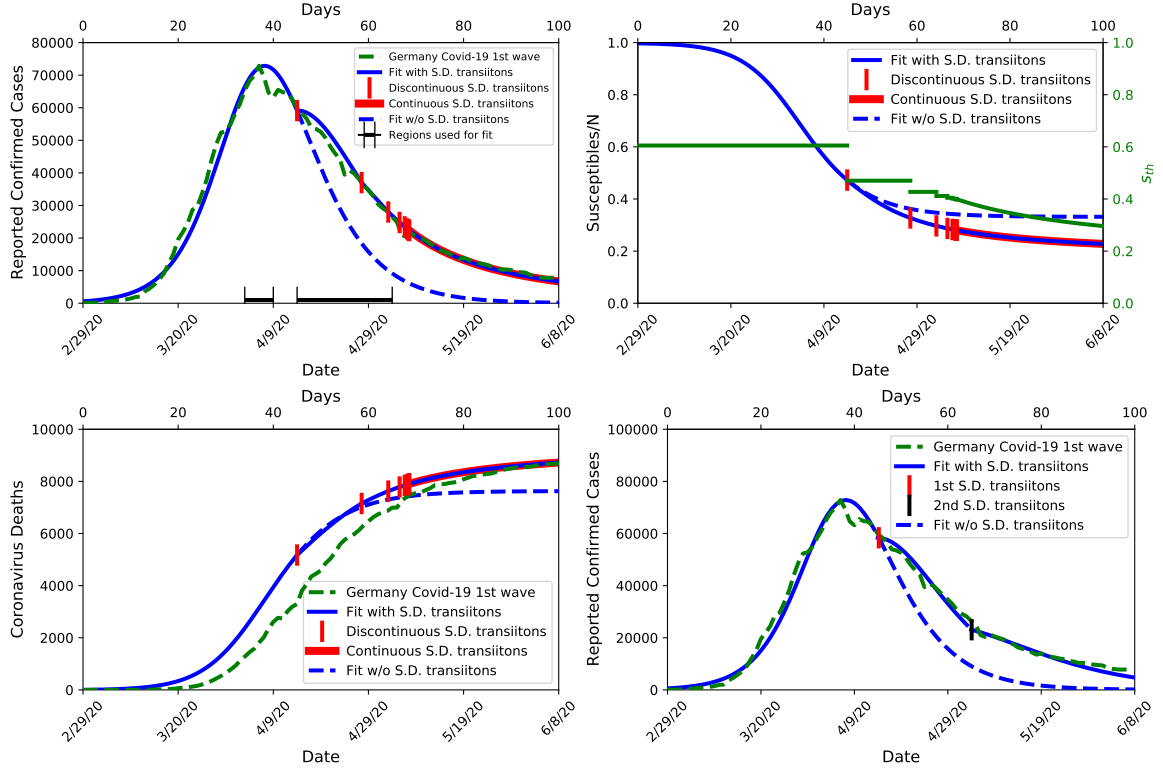 Days
0 20 40 60 80 100
80000
70000
60000
50000
40000
30000
20000
10000
0
Reported Confirmed Cases
Germany Covid-19 1st wave
Fit with S.D. transiitons
Discontinuous S.D. transiitons
Continuous S.D. transiitons
Fit w/o S.D. transiitons
Regions used for fit
2/29/20 3/20/20 4/9/20 4/29/20 5/19/20 6/8/20
Date
Days
0 20 40 60 80 100
1.0
0.8
0.6
0.4
0.2
0.0
Susceptibles/N
Fit with S.D. transiitons
Discontinuous S.D. transiitons
Continuous S.D. transiitons
Fit w/o S.D. transiitons
1.0
0.8
0.6
0.4
0.2
0.0
s_th
2/29/20 3/20/20 4/9/20 4/29/20 5/19/20 6/8/20
Date
Days
0 20 40 60 80 100
10000
8000
6000
4000
2000
0
Coronavirus Deaths
Germany Covid-19 1st wave
Fit with S.D. transiitons
Discontinuous S.D. transiitons
Continuous S.D. transiitons
Fit w/o S.D. transiitons
2/29/20 3/20/20 4/9/20 4/29/20 5/19/20 6/8/20
Date
Days
0 20 40 60 80 100
100000
80000
60000
40000
20000
0
Reported Confirmed Cases
Germany Covid-19 1st wave
Fit with S.D. transiitons
1st S.D. transiitons
2nd S.D. transiitons
Fit w/o S.D. transiitons
2/29/20 3/20/20 4/9/20 4/29/20 5/19/20 6/8/20
Date